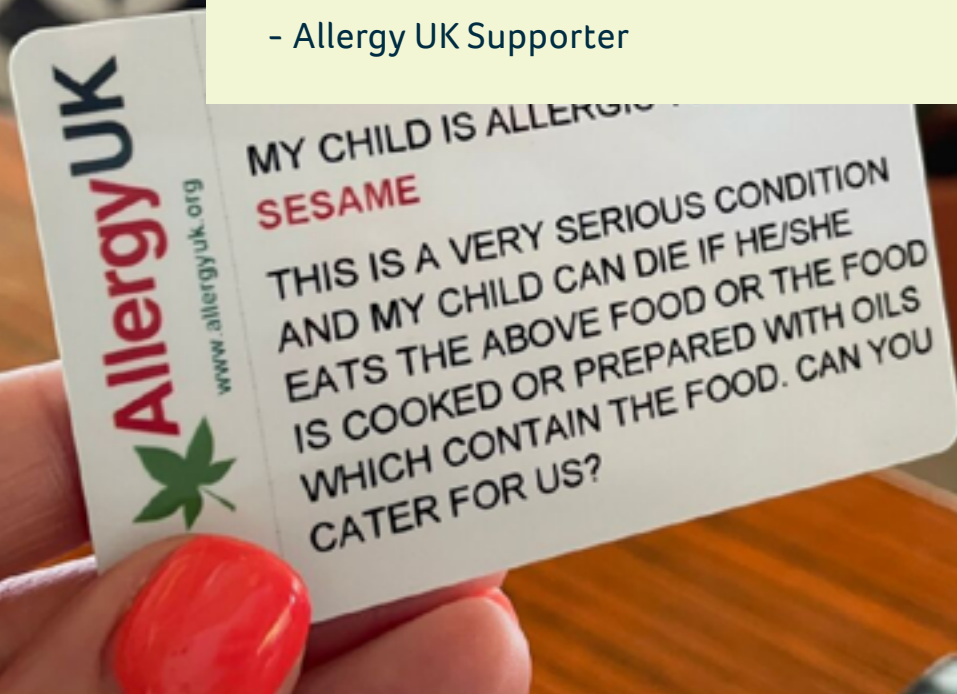 - Allergy UK Supporter
MY CHILD IS ALLERGIC
SESAME
THIS IS A VERY SERIOUS CONDITION
AND MY CHILD CAN DIE IF HE/SHE
EATS THE ABOVE FOOD OR THE FOOD
IS COOKED OR PREPARED WITH OILS
WHICH CONTAIN THE FOOD. CAN YOU
CATER FOR US?
AllergyUK
www.allergyuk.org